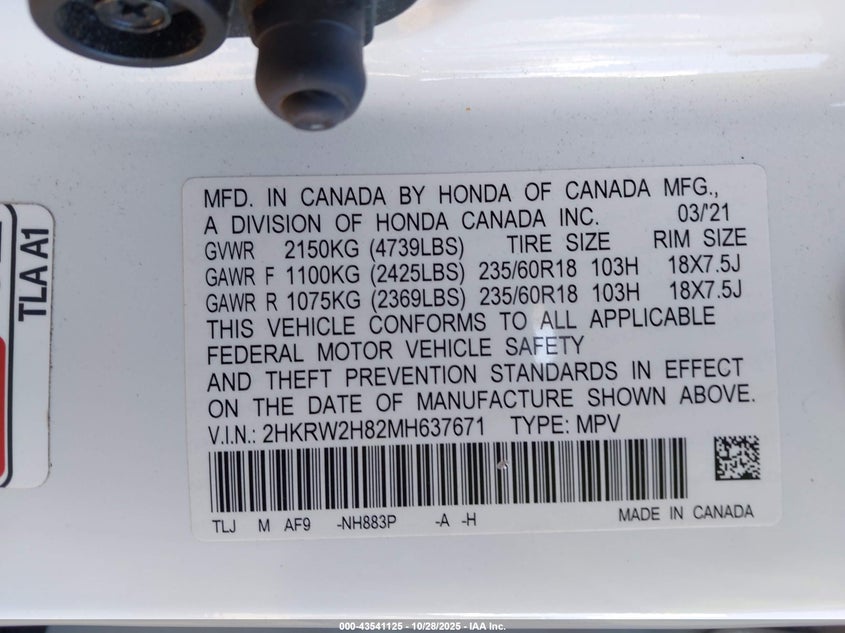 MFD. IN CANADA BY HONDA OF CANADA MFG.,
A DIVISION OF HONDA CANADA INC. 03/'21
GVWR 2150KG (4739LBS) TIRE SIZE RIM SIZE
GAWR F 1100KG (2425LBS) 235/60R18 103H 18X7.5J
GAWR R 1075KG (2369LBS) 235/60R18 103H 18X7.5J
THIS VEHICLE CONFORMS TO ALL APPLICABLE
FEDERAL MOTOR VEHICLE SAFETY
AND THEFT PREVENTION STANDARDS IN EFFECT
ON THE DATE OF MANUFACTURE SHOWN ABOVE.
V.I.N.: 2HKRW2H82MH637671 TYPE: MPV
TLJ M AF9 -NH883P -A -H MADE IN CANADA
TLA A1
000-43541125 - 10/28/2025 - IAA Inc.